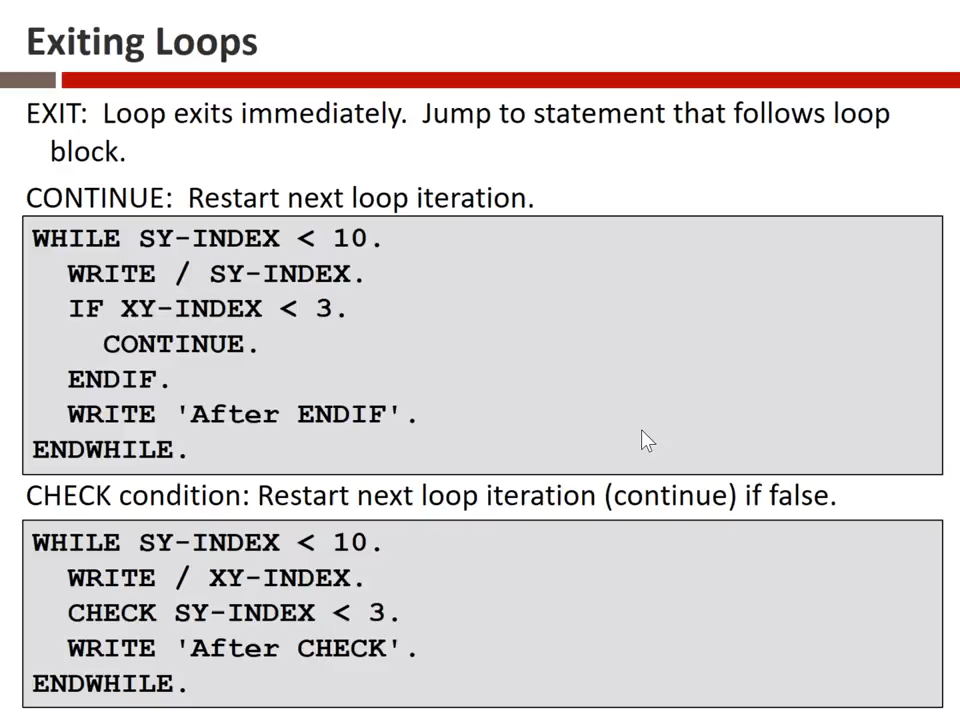 Exiting Loops
EXIT: Loop exits immediately. Jump to statement that follows loop
block.
CONTINUE: Restart next loop iteration.
WHILE SY-INDEX < 10.
WRITE / SY-INDEX.
IF XY-INDEX < 3.
CONTINUE.
ENDIF.
WRITE 'After ENDIF'.
ENDWHILE.
CHECK condition: Restart next loop iteration (continue) if false.
WHILE SY-INDEX < 10.
WRITE / XY-INDEX.
CHECK SY-INDEX < 3.
WRITE 'After CHECK'.
ENDWHILE.